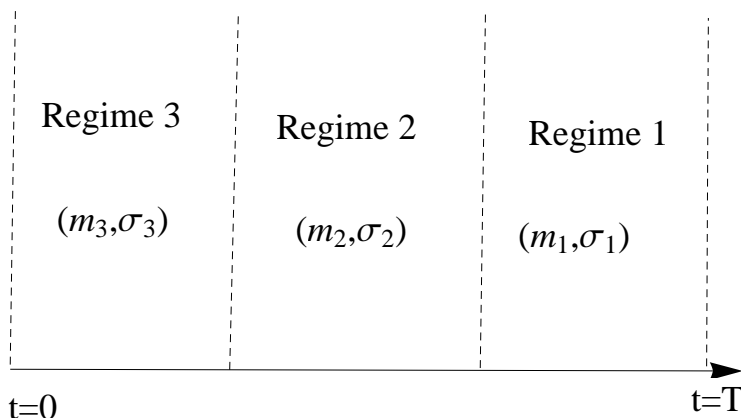 Regime 3
Regime 2
Regime 1
(m₃,σ₃)
(m₂,σ₂)
(m₁,σ₁)
t=0
t=T